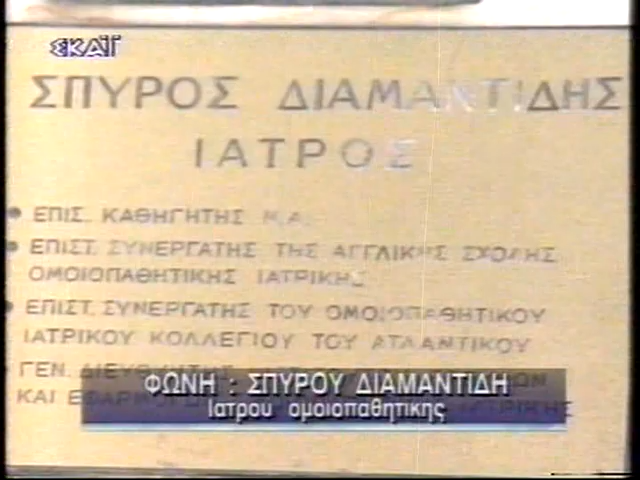 ΣΚΑΪ
ΣΠΥΡΟΣ ΔΙΑΜΑΝΤΙΔΗΣ
ΙΑΤΡΟΣ
• ΕΠΙΣ. ΚΑΘΗΓΗΤΗΣ Η.Α.
• ΕΠΙΣΤ. ΣΥΝΕΡΓΑΤΗΣ ΤΗΣ ΑΓΓΛΙΚΗΣ ΣΧΟΛΗΣ
ΟΜΟΙΟΠΑΘΗΤΙΚΗΣ ΙΑΤΡΙΚΗΣ
• ΕΠΙΣΤ. ΣΥΝΕΡΓΑΤΗΣ ΤΟΥ ΟΜΟΙΟΠΑΘΗΤΙΚΟΥ
ΙΑΤΡΙΚΟΥ ΚΟΛΛΕΓΙΟΥ ΤΟΥ ΑΤΛΑΝΤΙΚΟΥ
• ΓΕΝ. ΔΙΕΥΘΥΝΤΗΣ
ΚΑΙ
ΦΩΝΗ : ΣΠΥΡΟΥ ΔΙΑΜΑΝΤΙΔΗ
Ιατρου ομοιοπαθητικης